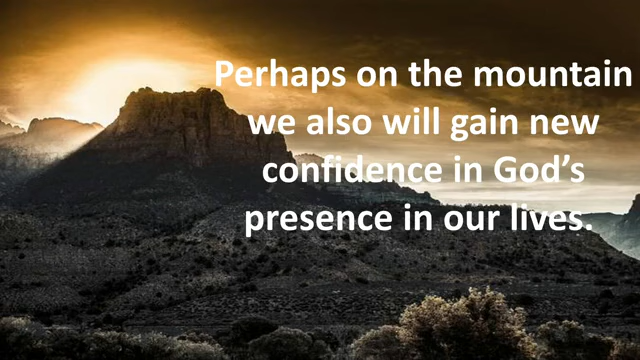 Perhaps on the mountain
we also will gain new
confidence in God’s
presence in our lives.